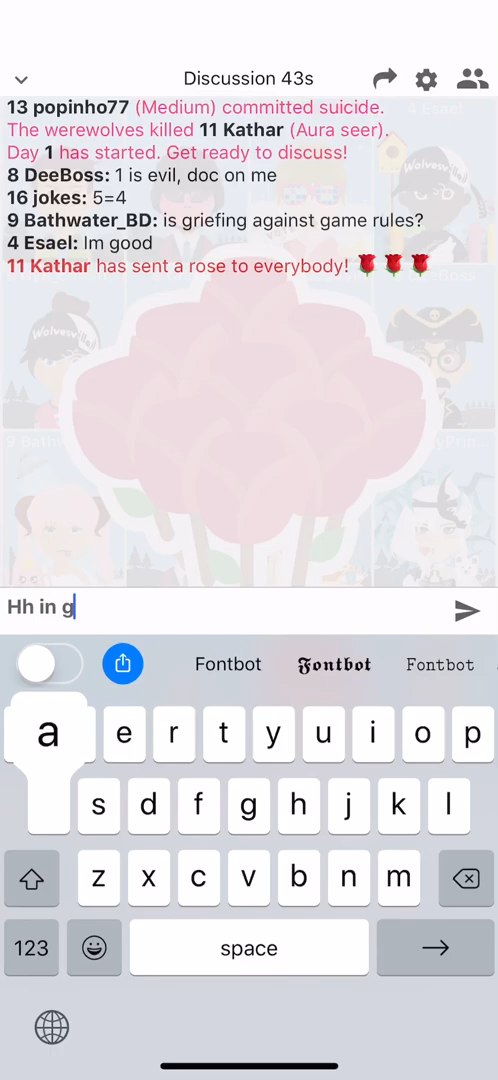 Discussion 43s
13 popinho77 (Medium) committed suicide.
The werewolves killed 11 Kathar (Aura seer).
Day 1 has started. Get ready to discuss!
8 DeeBoss: 1 is evil, doc on me
16 jokes: 5=4
9 Bathwater_BD: is griefing against game rules?
4 Esael: Im good
11 Kathar has sent a rose to everybody! 🌹 🌹 🌹
4 Esael
DeeBoss
Hh in g
Fontbot Fontbot Fontbot
a e r t y u i o p
s d f g h j k l
z x c v b n m
123 space